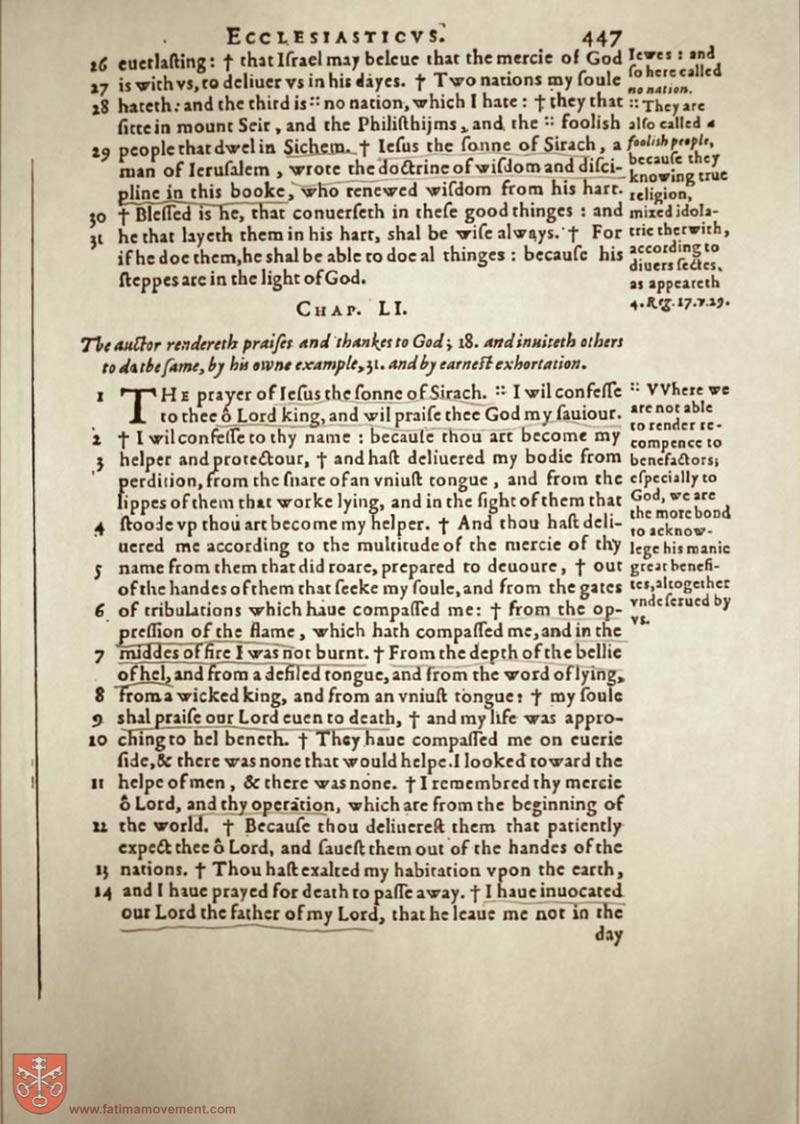 ECCLESIASTICVS. 447
26 euerlaſting: † that Iſrael may beleue that the mercie of God
27 is with vs, to deliuer vs in his dayes. † Two nations my ſoule
28 hateth: and the third is :: no nation, which I hate: † they that
ſitte in mount Seir, and the Philiſthijms, and the :: fooliſh
29 people that dwel in Sichem. † Ieſus the ſonne of Sirach, a
man of Ieruſalem, wrote the doctrine of wiſdom and diſci-
pline in this booke, who renewed wiſdom from his hart.
30 † Bleſſed is he, that conuerſeth in theſe good thinges: and
31 he that layeth them in his hart, shal be wiſe always. † For
if he doe them, he shal be able to doe al thinges: becauſe his
ſteppes are in the light of God.
Iewes: and
ſo here called
no nation.
:: They are
alſo called a
fooliſh people,
becauſe they
knowing true
religion,
mixed idola-
trie therwith,
according to
diuers ſectes,
as appeareth
4. Reg. 17. v. 29.
CHAP. LI.
The auctor rendereth praiſes and thankes to God; 18. and inuiteth others
to do the ſame, by his owne example, 31. and by earneſt exhortation.
1 THE prayer of Ieſus the ſonne of Sirach. :: I wil confeſſe
to thee ô Lord king, and wil praiſe thee God my ſauiour.
2 † I wil confeſſe to thy name: becauſe thou art become my
3 helper and protectour, † and haſt deliuered my bodie from
perdition, from the ſnare of an vniuſt tongue, and from the
lippes of them that worke lying, and in the ſight of them that
4 ſtoode vp thou art become my helper. † And thou haſt deli-
uered me according to the multitude of the mercie of thy
5 name from them that did roare, prepared to deuoure, † out
of the handes of them that ſeeke my ſoule, and from the gates
6 of tribulations which haue compaſſed me: † from the op-
preſſion of the flame, which hath compaſſed me, and in the
7 middes of fire I was not burnt. † From the depth of the bellie
of hel, and from a defiled tongue, and from the word of lying,
8 from a wicked king, and from an vniuſt tongue: † my ſoule
9 shal praiſe our Lord euen to death, † and my life was appro-
10 ching to hel beneth. † They haue compaſſed me on euerie
ſide, & there was none that would helpe. I looked toward the
11 helpe of men, & there was none. † I remembred thy mercie
ô Lord, and thy operation, which are from the beginning of
12 the world. † Becauſe thou deliuereſt them that patiently
expect thee ô Lord, and ſaueſt them out of the handes of the
13 nations. † Thou haſt exalted my habitation vpon the earth,
14 and I haue prayed for death to paſſe away. † I haue inuocated
our Lord the father of my Lord, that he leaue me not in the
day
:: VVhere we
are not able
to render re-
compence to
benefactors;
eſpecially to
God, we are
the more bond
to acknow-
lege his manie
great benefi-
tes, altogether
vndeſerued by
vs.
www.fatimamovement.com